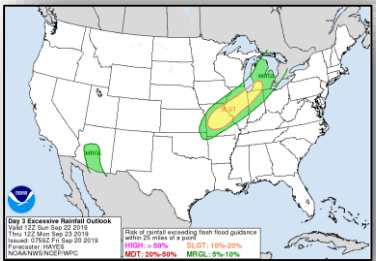 MRGL
SLGT
MRGL
noaa
Day 3 Excessive Rainfall Outlook
Valid 12Z Sun Sep 22 2019
Thru 12Z Mon Sep 23 2019
Issued: 0759Z Fri Sep 20 2019
Forecaster: HAYES
NOAA/NWS/NCEP/WPC
Risk of rainfall exceeding flash flood guidance
within 25 miles of a point
HIGH: > 50% SLGT: 10%-20%
MDT: 20%-50% MRGL: 5%-10%